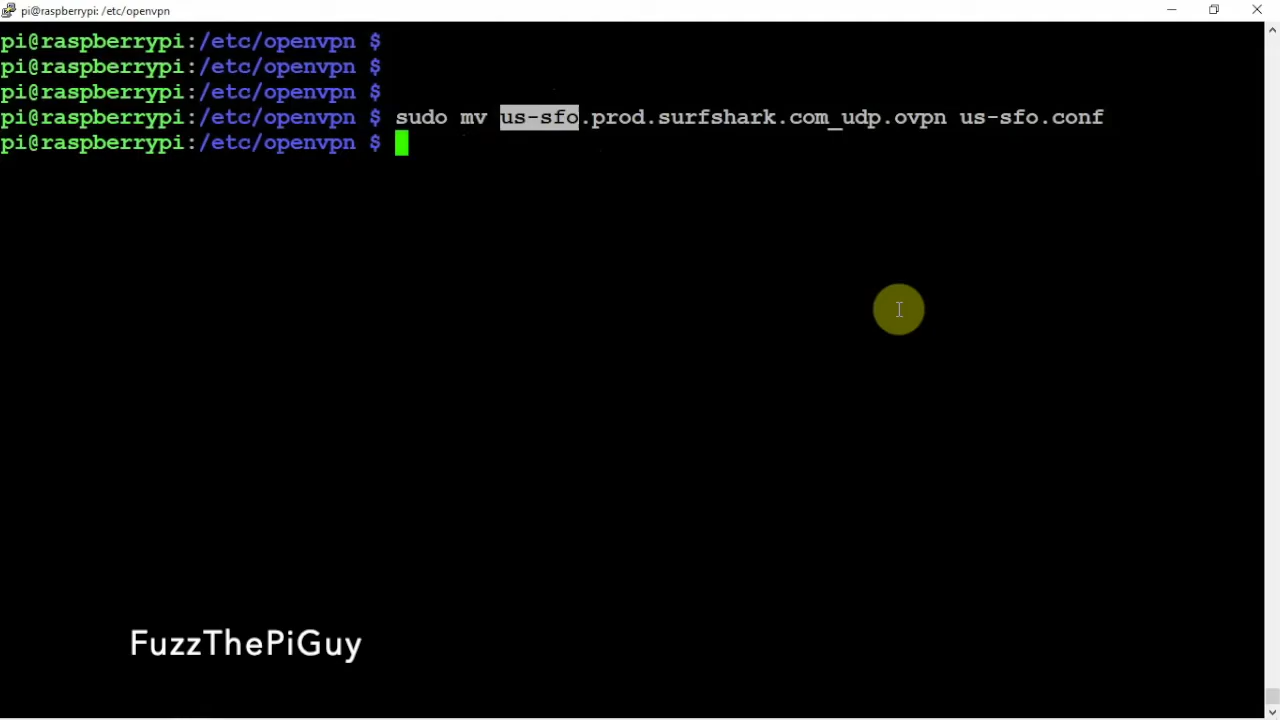 pi@raspberrypi: /etc/openvpn
pi@raspberrypi:/etc/openvpn $
pi@raspberrypi:/etc/openvpn $
pi@raspberrypi:/etc/openvpn $
pi@raspberrypi:/etc/openvpn $ sudo mv us-sfo.prod.surfshark.com_udp.ovpn us-sfo.conf
pi@raspberrypi:/etc/openvpn $
FuzzThePiGuy